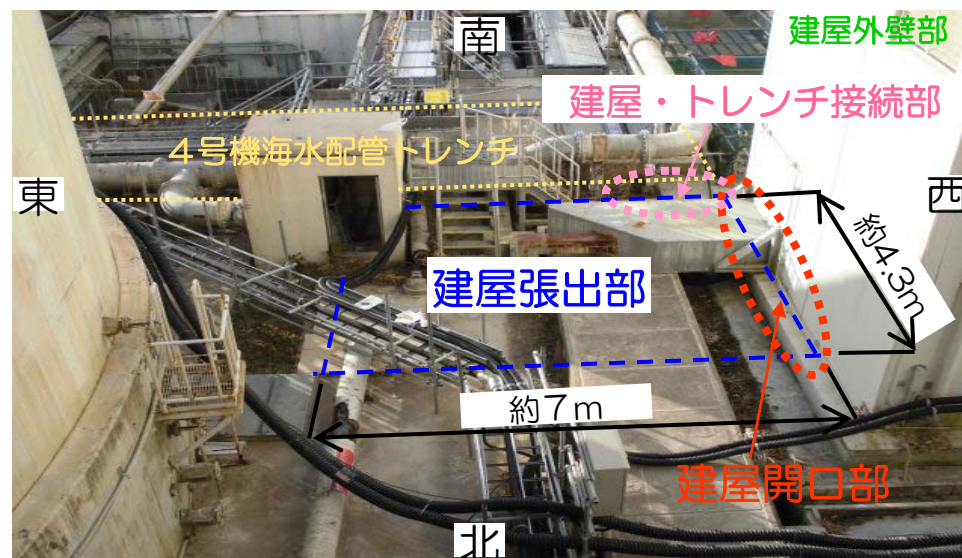 南
建屋外壁部
建屋・トレンチ接続部
４号機海水配管トレンチ
東
西
約4.3m
建屋張出部
約７m
建屋開口部
北